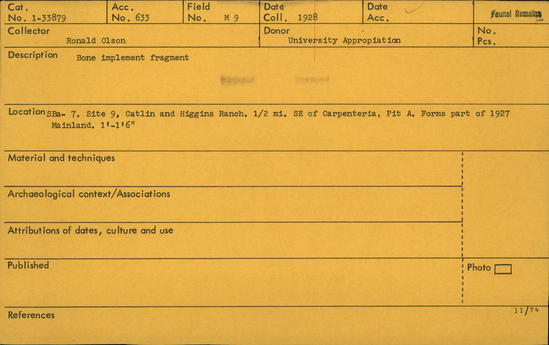 Cat. No. 1-33879 Acc. No. 633 Field No. M 9 Date Coll. 1928 Date Acc. Faunal Remains
Collector Ronald Olson Donor University Appropiation No. Pcs.
Description Bone implement fragment
Location SBa- 7. Site 9, Catlin and Higgins Ranch. 1/2 mi. SE of Carpenteria, Pit A. Forms part of 1927
Mainland. 1'-1'6"
Material and techniques
Archaeological context/Associations
Attributions of dates, culture and use
Published Photo
11/74
References